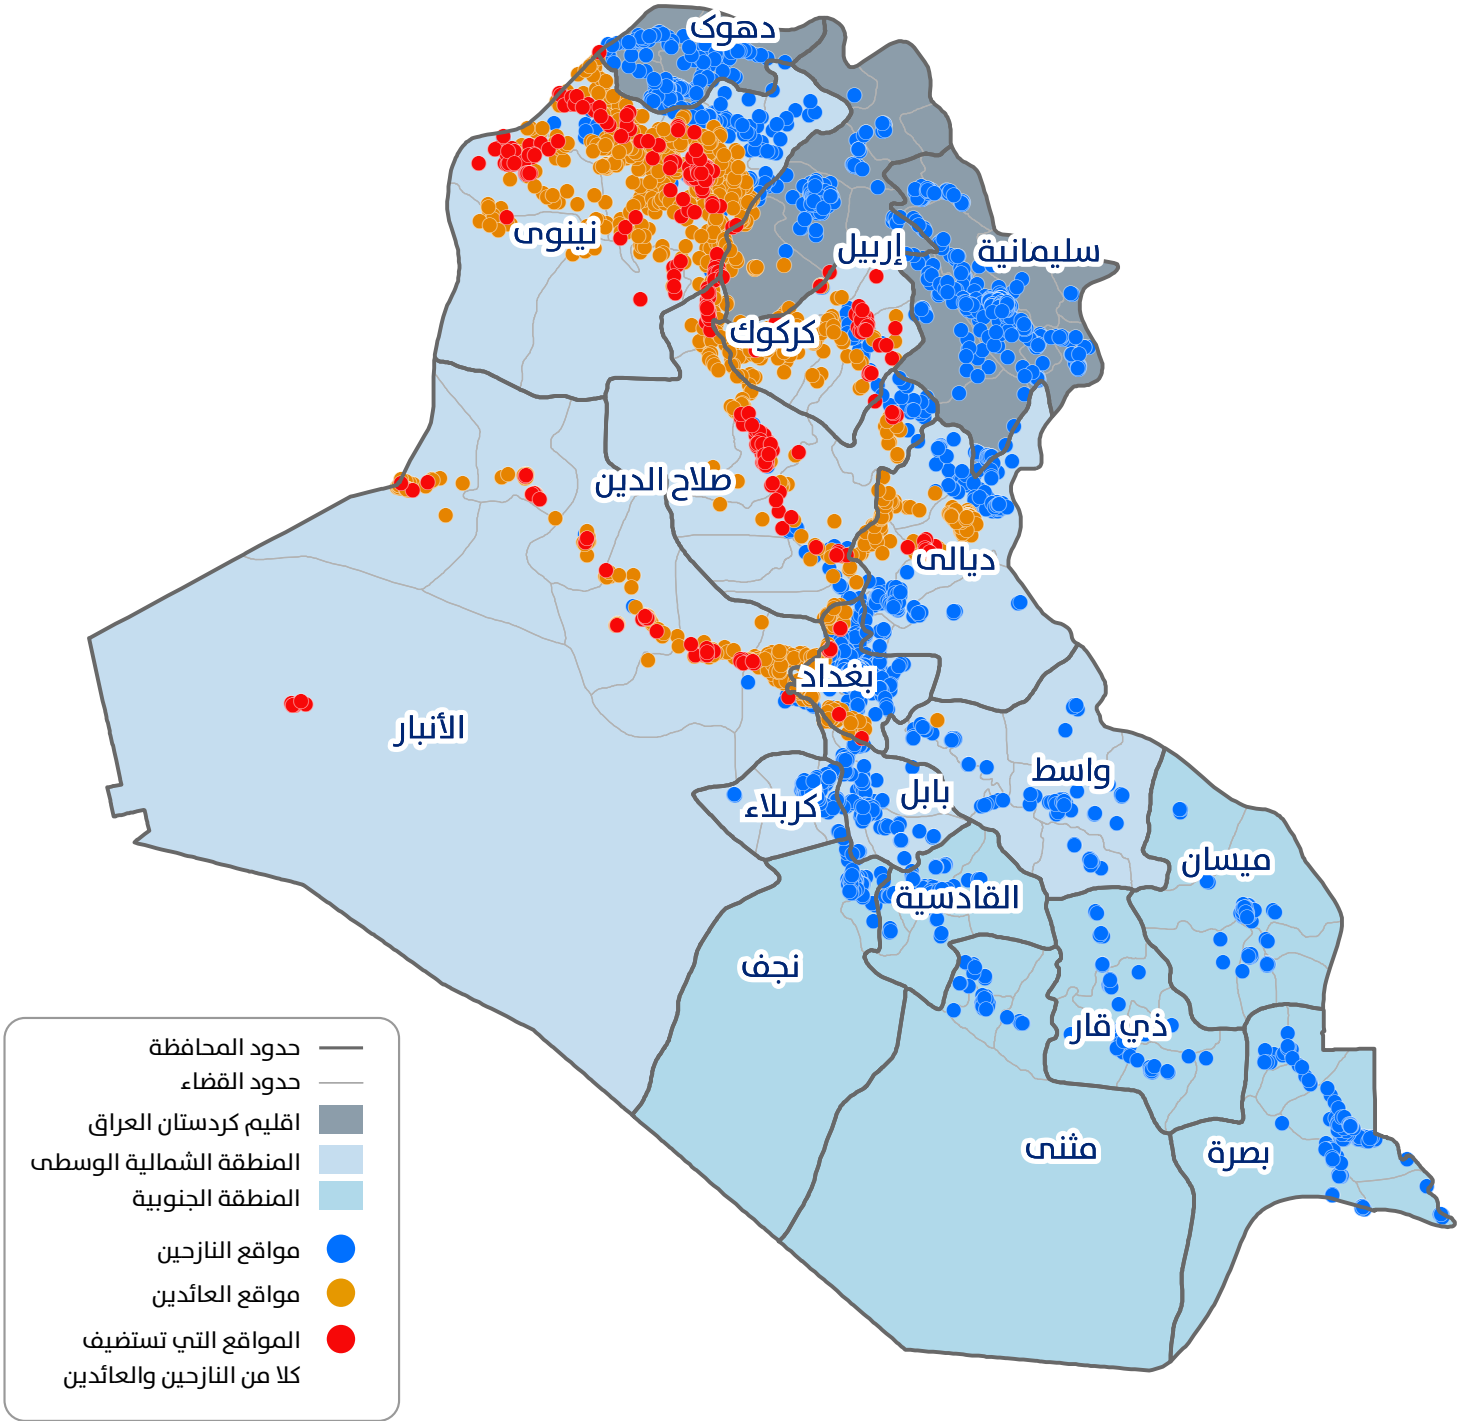 دهوك
نينوى
إربيل
سليمانية
كركوك
صلاح الدين
ديالى
بغداد
الأنبار
واسط
بابل
كربلاء
ميسان
القادسية
نجف
ذي قار
مثنى
بصرة
حدود المحافظة
حدود القضاء
اقليم كردستان العراق
المنطقة الشمالية الوسطى
المنطقة الجنوبية
مواقع النازحين
مواقع العائدين
المواقع التي تستضيف
كلا من النازحين والعائدين